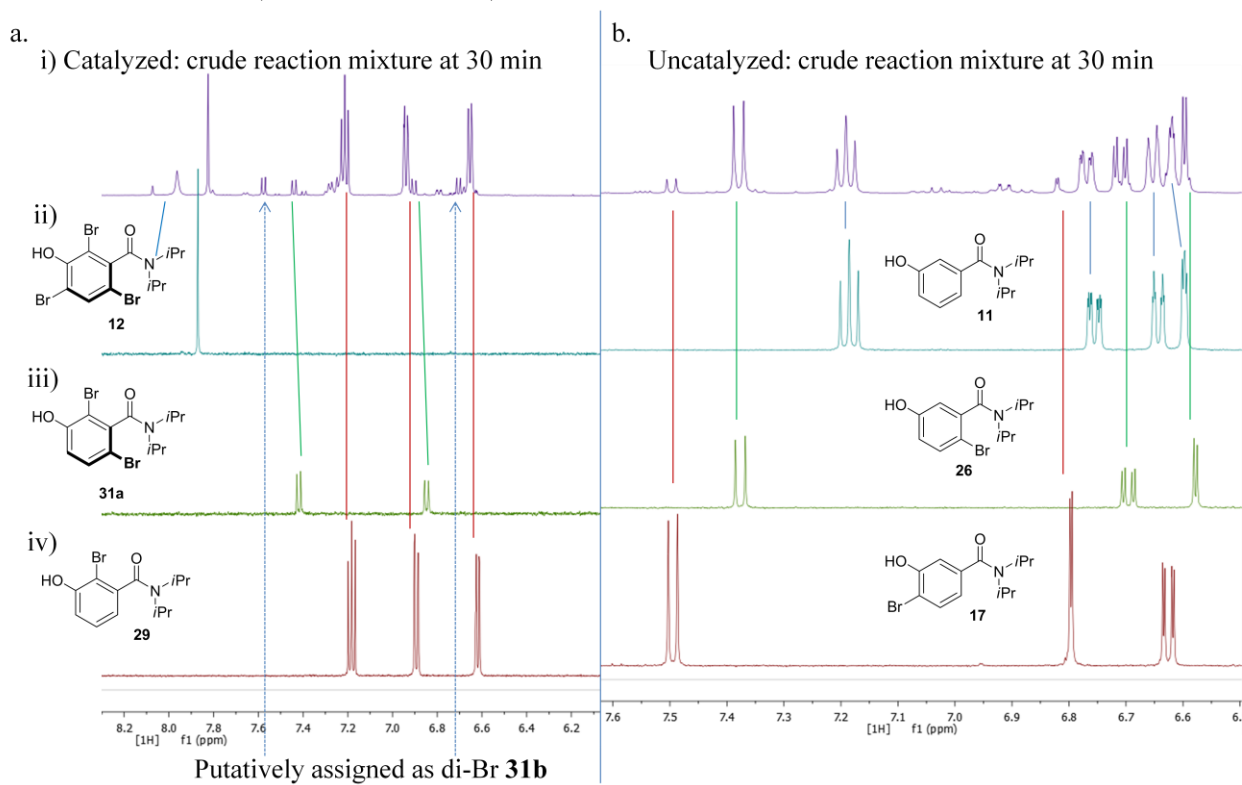 a.
i) Catalyzed: crude reaction mixture at 30 min
ii)
HO
Br
O
N
iPr
iPr
Br
Br
12
iii)
Br
O
HO
N
iPr
iPr
Br
31a
iv)
Br
O
HO
N
iPr
iPr
29
8.2 8.0 7.8 7.6 7.4 7.2 7.0 6.8 6.6 6.4 6.2
[1H] f1 (ppm)
Putatively assigned as di-Br 31b
b.
Uncatalyzed: crude reaction mixture at 30 min
HO
O
N
iPr
iPr
11
HO
O
N
iPr
iPr
Br
26
HO
O
N
iPr
iPr
Br
17
7.6 7.5 7.4 7.3 7.2 7.1 7.0 6.9 6.8 6.7 6.6
[1H] f1 (ppm)